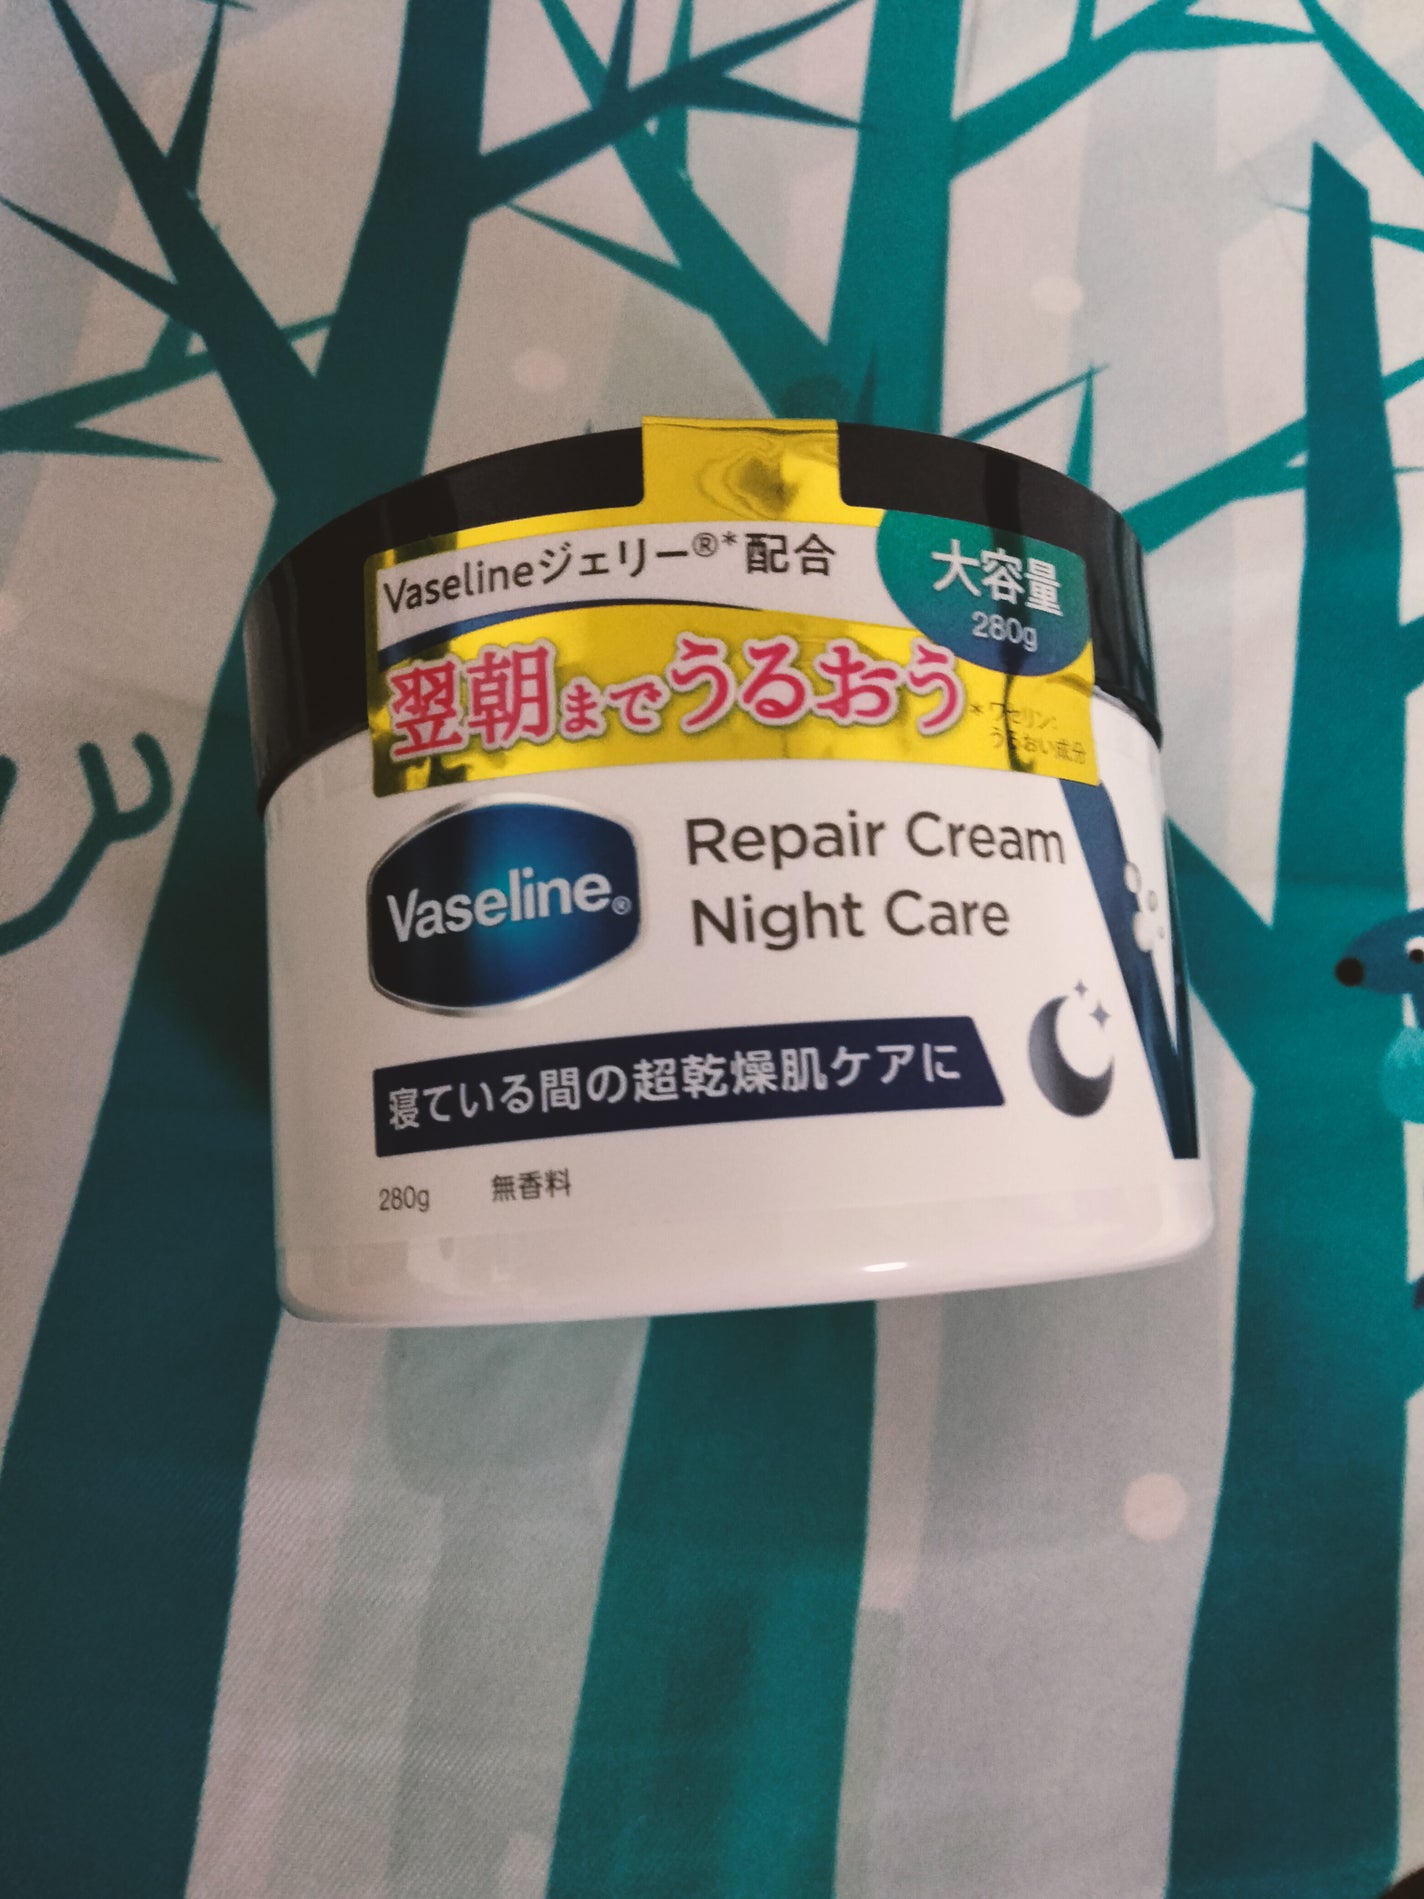 Vaselineジェリー®*配合
大容量
280g
翌朝までうるおう
*ワセリン:
うるおい成分
Vaseline®
Repair Cream
Night Care
寝ている間の超乾燥肌ケアに
280g 無香料